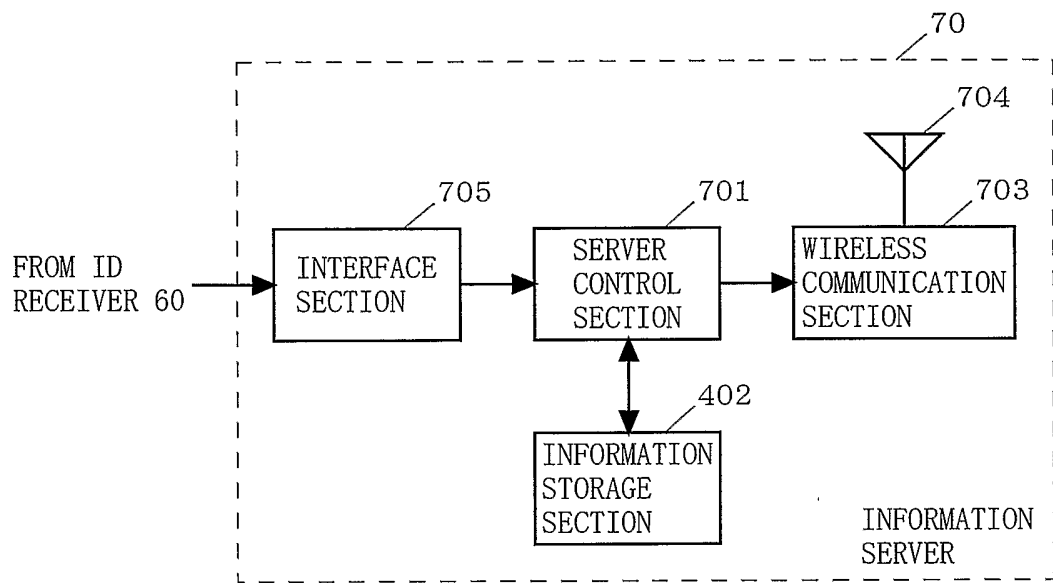 70
704
705
701
703
FROM ID
RECEIVER 60
INTERFACE
SECTION
SERVER
CONTROL
SECTION
WIRELESS
COMMUNICATION
SECTION
402
INFORMATION
STORAGE
SECTION
INFORMATION
SERVER